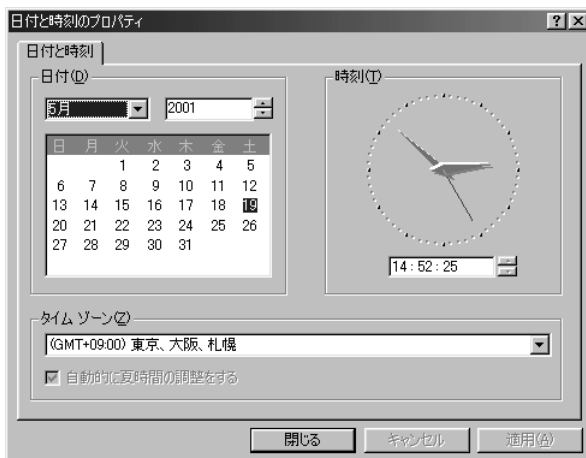 日付と時刻のプロパティ
日付と時刻
日付(D)
5月
2001
日 月 火 水 木 金 土
1 2 3 4 5
6 7 8 9 10 11 12
13 14 15 16 17 18 19
20 21 22 23 24 25 26
27 28 29 30 31
時刻(T)
14:52:25
タイム ゾーン(Z)
(GMT+09:00) 東京、大阪、札幌
自動的に夏時間の調整をする
閉じる
キャンセル
適用(A)